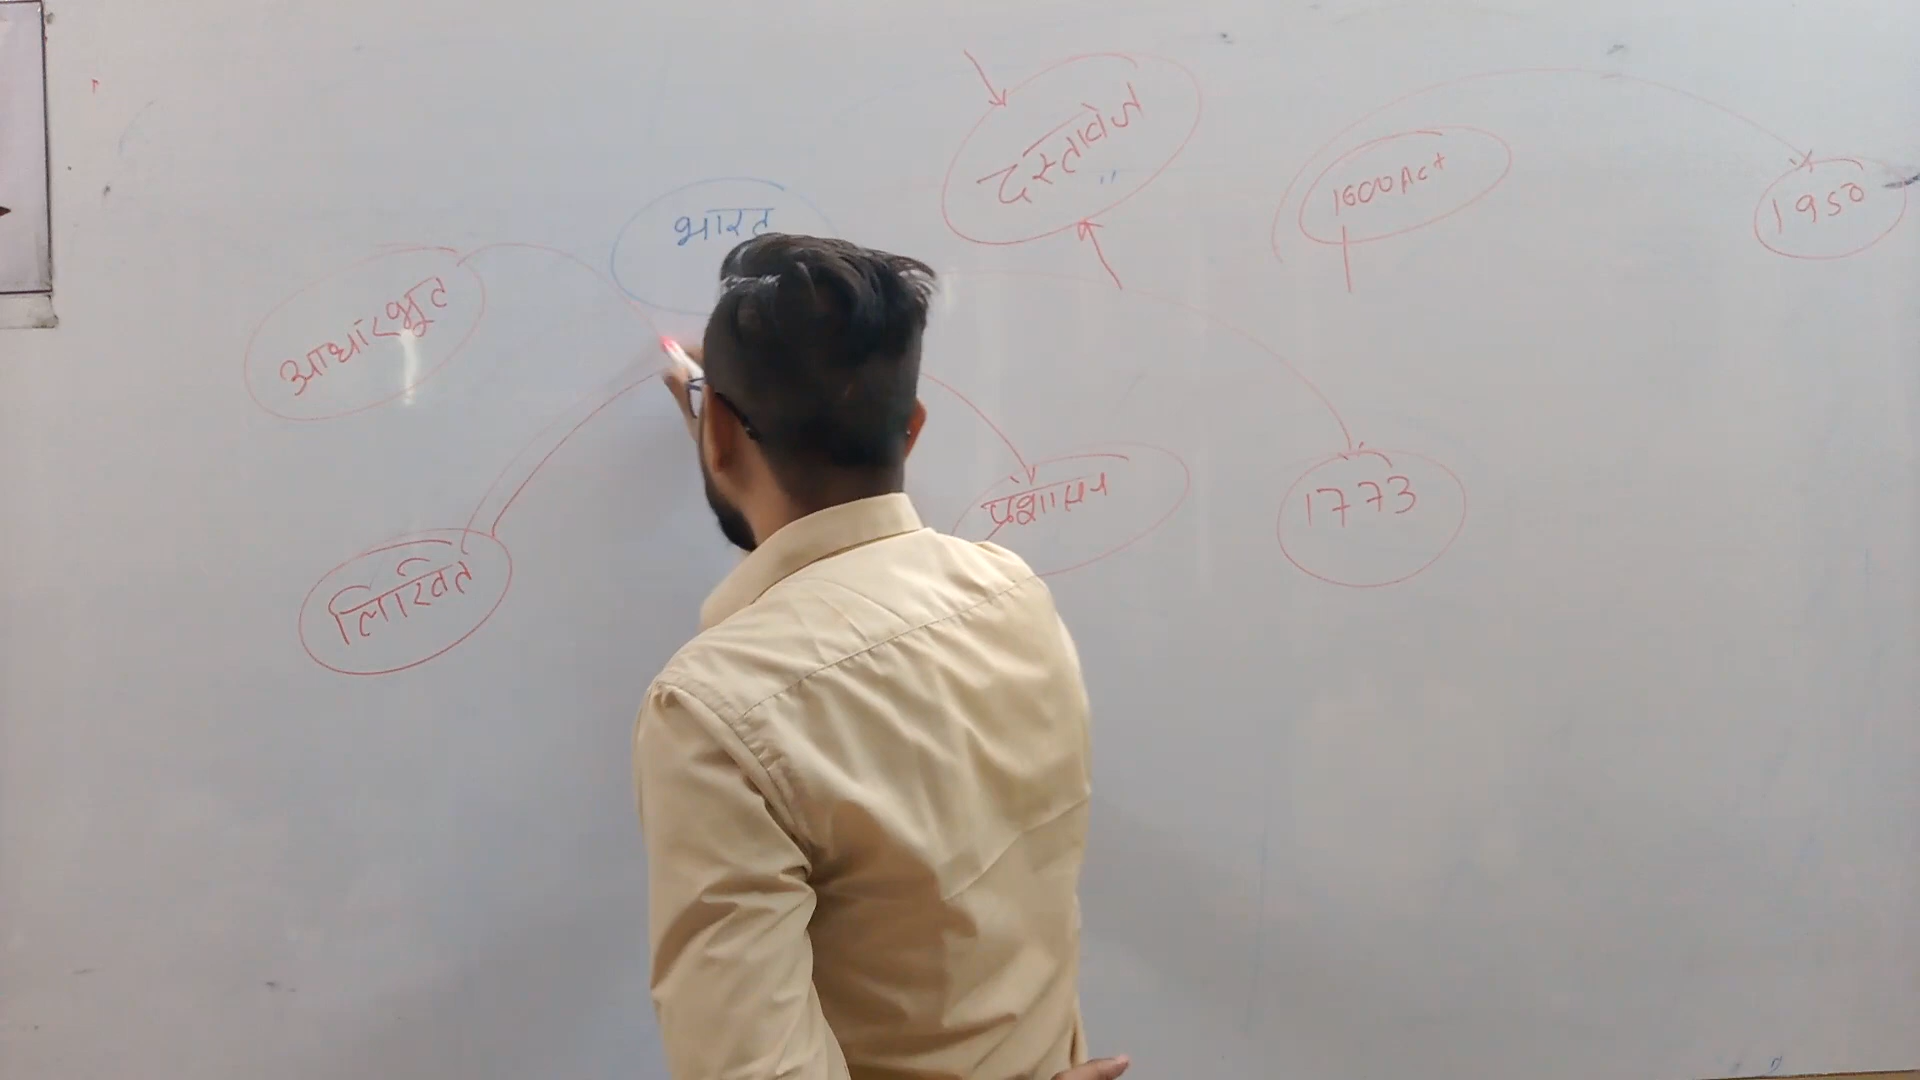 दस्तावेज
1600 Act
1950
भारत
आधारभूत
प्रशासन
1773
लिखित